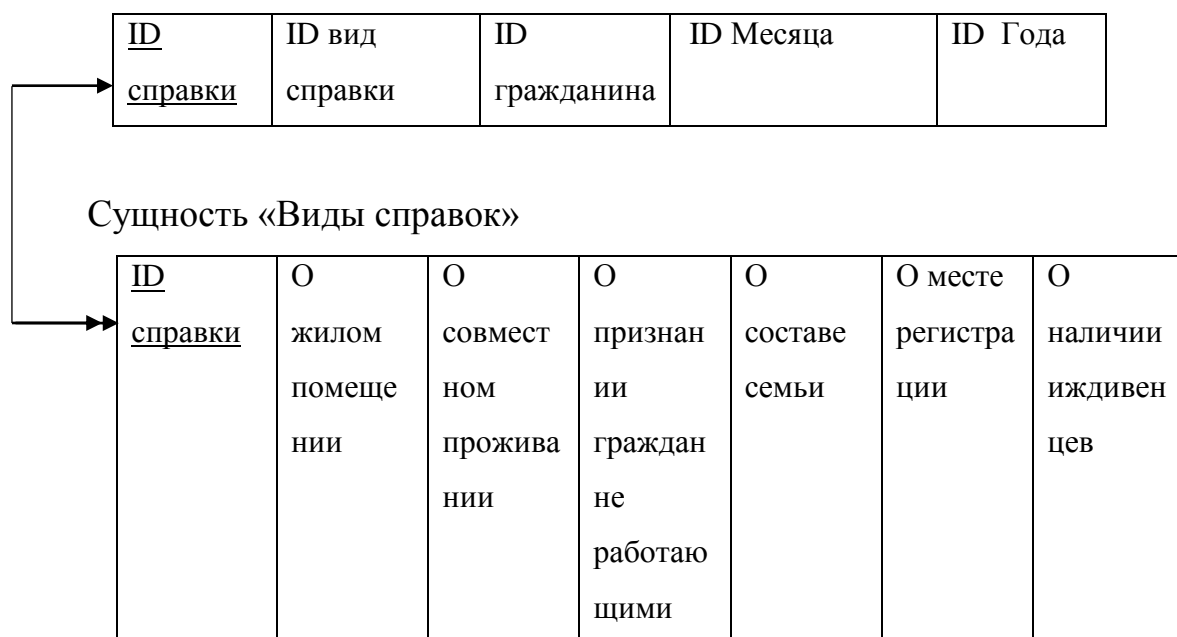 ID справки
ID вид справки
ID гражданина
ID Месяца
ID Года
Сущность «Виды справок»
ID справки
О жилом помеще нии
О совмест ном прожива нии
О признан ии граждан не работаю щими
О составе семьи
О месте регистра ции
О наличии иждивен цев